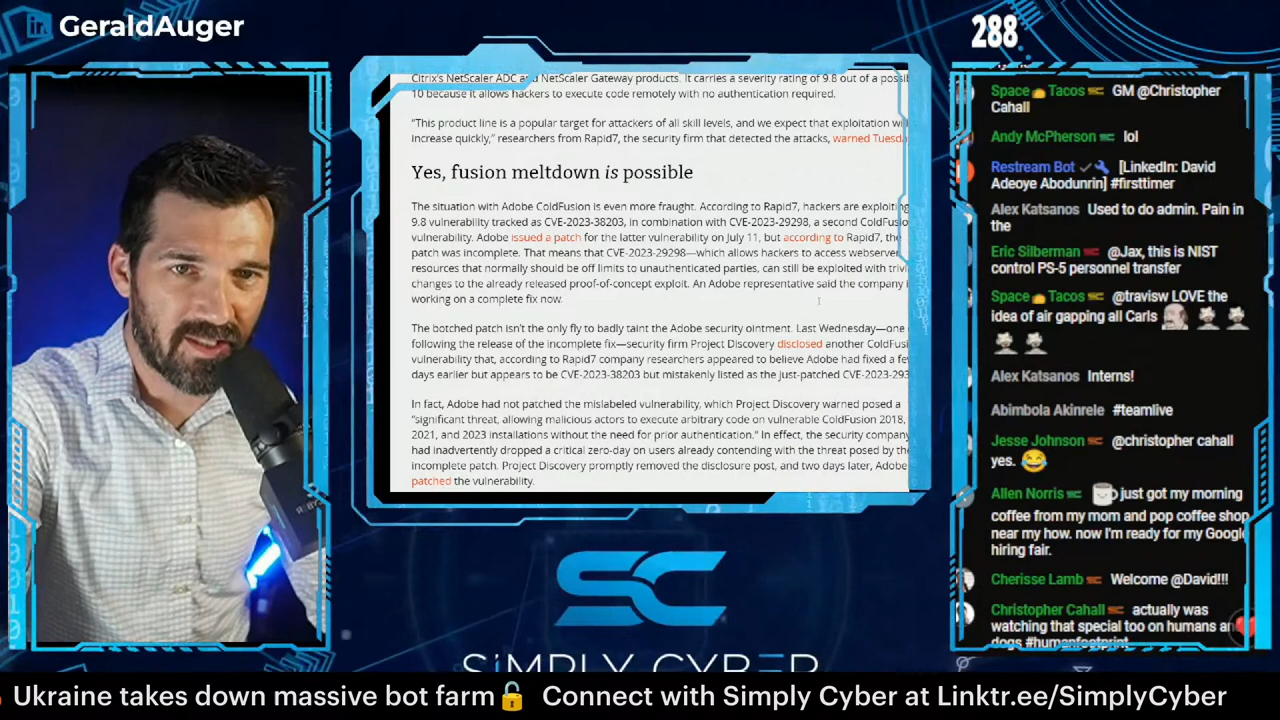 GeraldAuger
288
Citrix's NetScaler ADC and NetScaler Gateway products. It carries a severity rating of 9.8 out of a
10 because it allows hackers to execute code remotely with no authentication required.
“This product line is a popular target for attackers of all skill levels, and we expect that exploitation
increase quickly,” researchers from Rapid7, the security firm that detected the attacks, warned
Yes, fusion meltdown is possible
The situation with Adobe ColdFusion is even more fraught. According to Rapid7, hackers are
9.8 vulnerability tracked as CVE-2023-38203, in combination with CVE-2023-29298, a second
vulnerability. Adobe issued a patch for the latter vulnerability on July 11, but according to Rapid7, the
patch was incomplete. That means that CVE-2023-29298—which allows hackers to access
resources that normally should be off limits to unauthenticated parties, can still be exploited with
changes to the already released proof-of-concept exploit. An Adobe representative said the company
working on a complete fix now.
The botched patch isn't the only fly to badly taint the Adobe security ointment. Last Wednesday—one
following the release of the incomplete fix—security firm Project Discovery disclosed another
vulnerability that, according to Rapid7 company researchers appeared to believe Adobe had fixed a
days earlier but appears to be CVE-2023-38203 but mistakenly listed as the just-patched
In fact, Adobe had not patched the mislabeled vulnerability, which Project Discovery warned posed a
“significant threat, allowing malicious actors to execute arbitrary code on vulnerable ColdFusion 2018,
2021, and 2023 installations without the need for prior authentication.” In effect, the security company
had inadvertently dropped a critical zero-day on users already contending with the threat posed by the
incomplete patch. Project Discovery promptly removed the disclosure post, and two days later, Adobe
patched the vulnerability.
Space Tacos GM @Christopher
Cahall
Andy McPherson lol
Restream Bot [LinkedIn: David
Adeoye Abodunrin] #firsttimer
Alex Katsanos Used to do admin. Pain in
the
Eric Silberman @Jax, this is NIST
control PS-5 personnel transfer
Space Tacos @travisw LOVE the
idea of air gapping all Carls
Alex Katsanos Interns!
Abimbola Akinrele #teamlive
Jesse Johnson @christopher cahall
yes.
Allen Norris just got my morning
coffee from my mom and pop coffee shop
near my how. now I'm ready for my Google
hiring fair.
Cherisse Lamb Welcome @David!!!
Christopher Cahall actually was
watching that special too on humans
dogs #humanfootprint
SC
SIMPLY CYBER
Ukraine takes down massive bot farm Connect with Simply Cyber at Linktr.ee/SimplyCyber